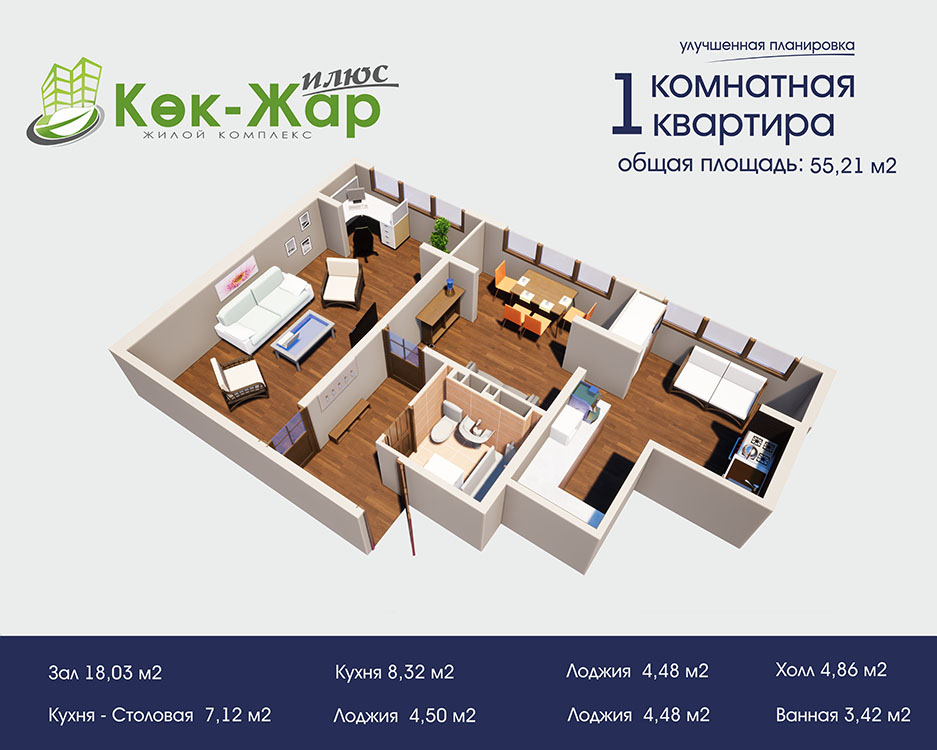 плюс
Көк-Жар
ЖИЛОЙ КОМПЛЕКС
улучшенная планировка
1 комнатная
квартира
общая площадь: 55,21 м2
Зал 18,03 м2
Кухня 8,32 м2
Лоджия 4,48 м2
Холл 4,86 м2
Кухня - Столовая 7,12 м2
Лоджия 4,50 м2
Лоджия 4,48 м2
Ванная 3,42 м2